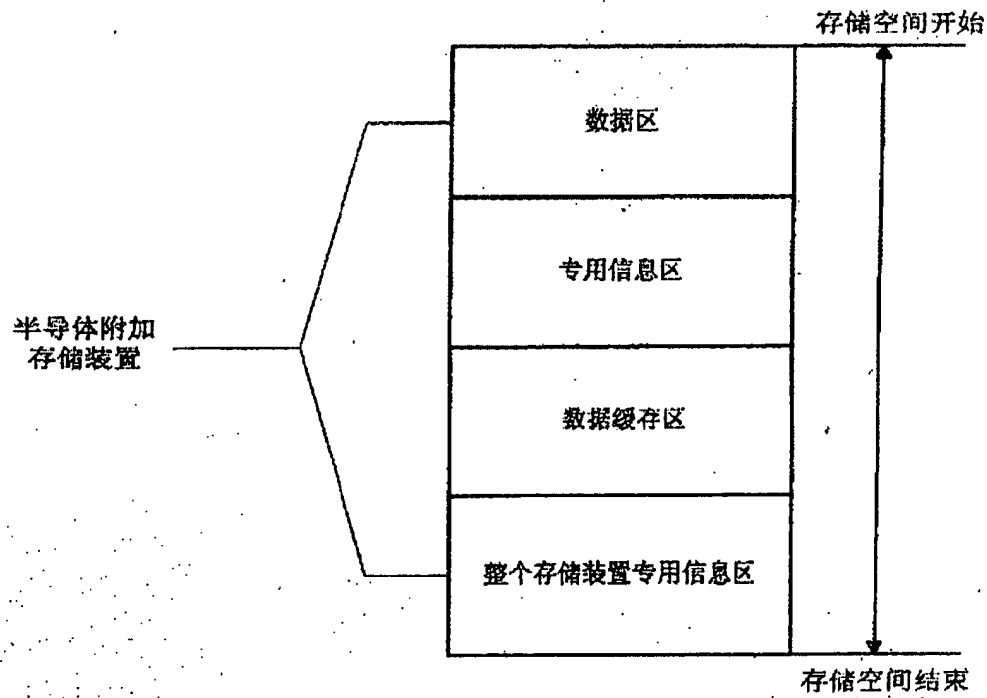 存储空间开始
数据区
专用信息区
半导体附加
存储装置
数据缓存区
整个存储装置专用信息区
存储空间结束